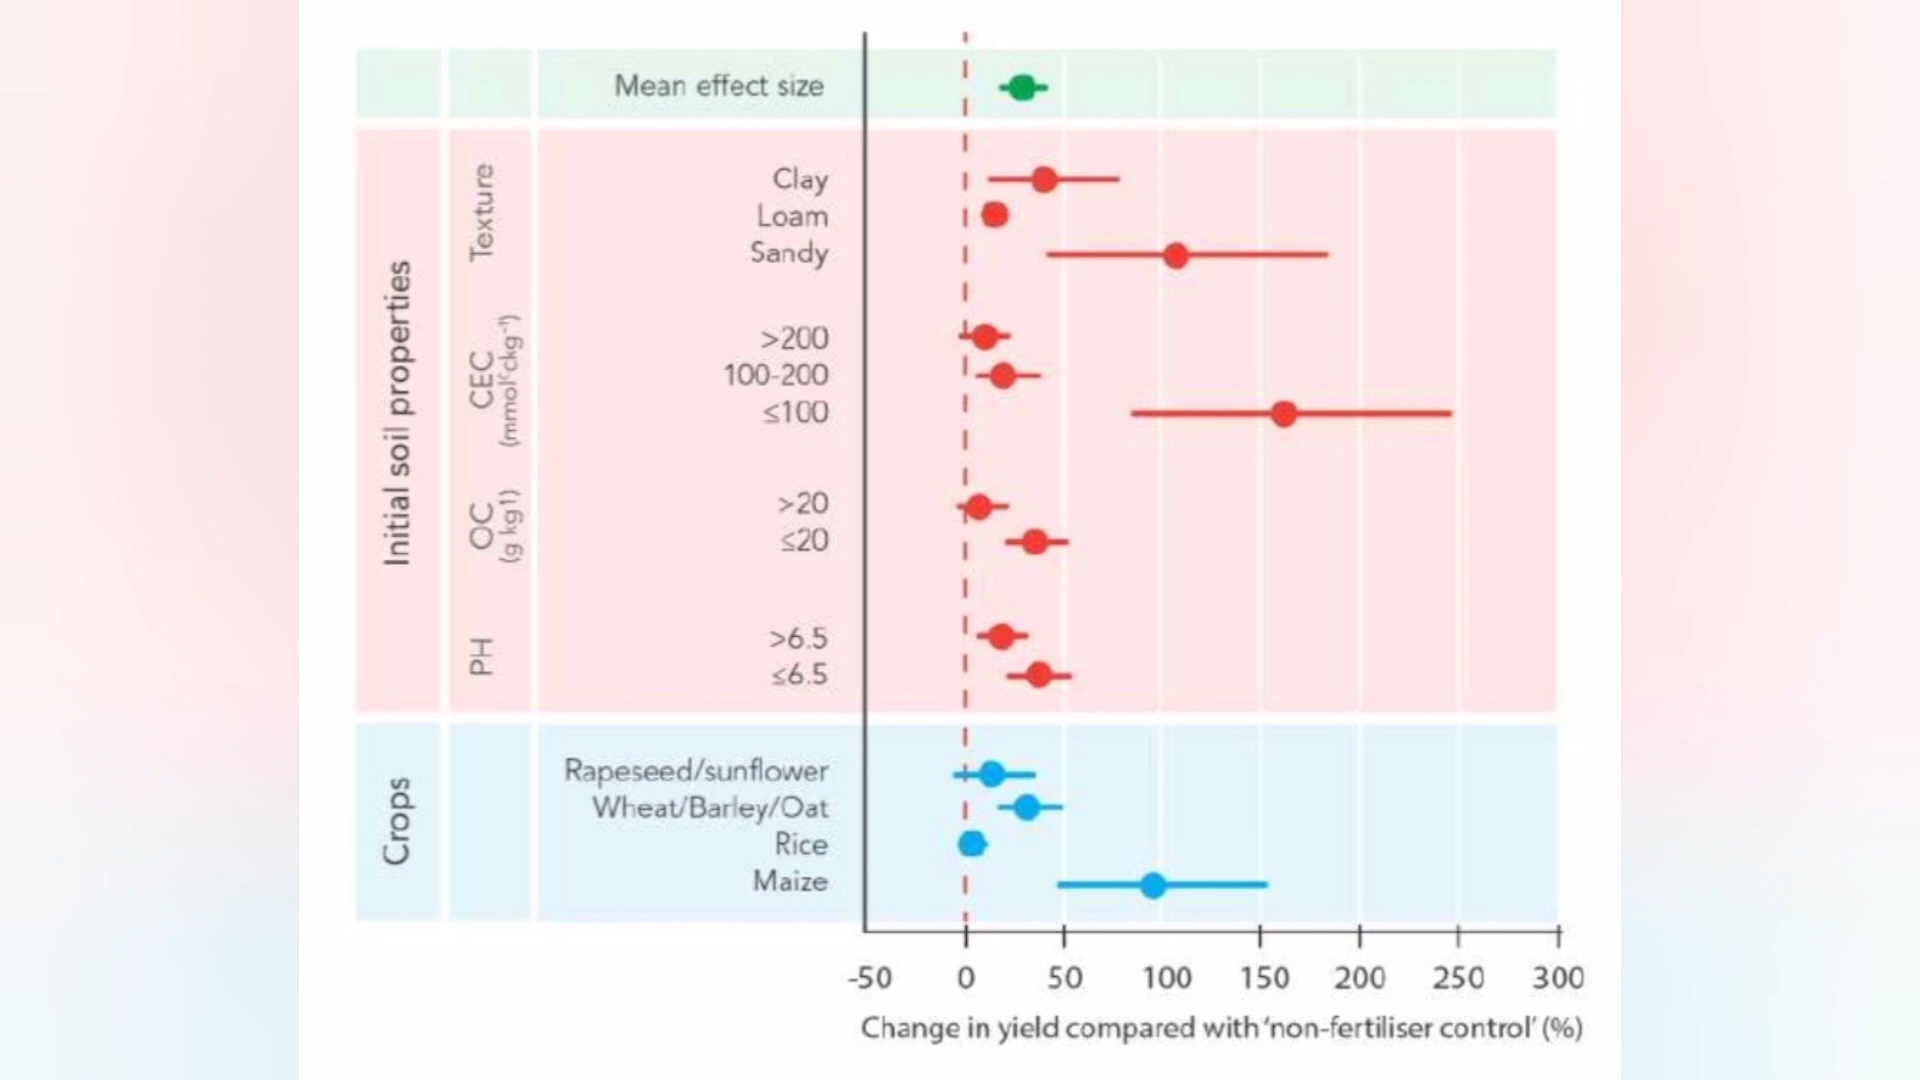 Mean effect size
Initial soil properties
Texture
Clay
Loam
Sandy
CEC
(mmolᶜckg⁻¹)
>200
100-200
≤100
OC
(g kg1)
>20
≤20
PH
>6.5
≤6.5
Crops
Rapeseed/sunflower
Wheat/Barley/Oat
Rice
Maize
-50 0 50 100 150 200 250 300
Change in yield compared with 'non-fertiliser control' (%)